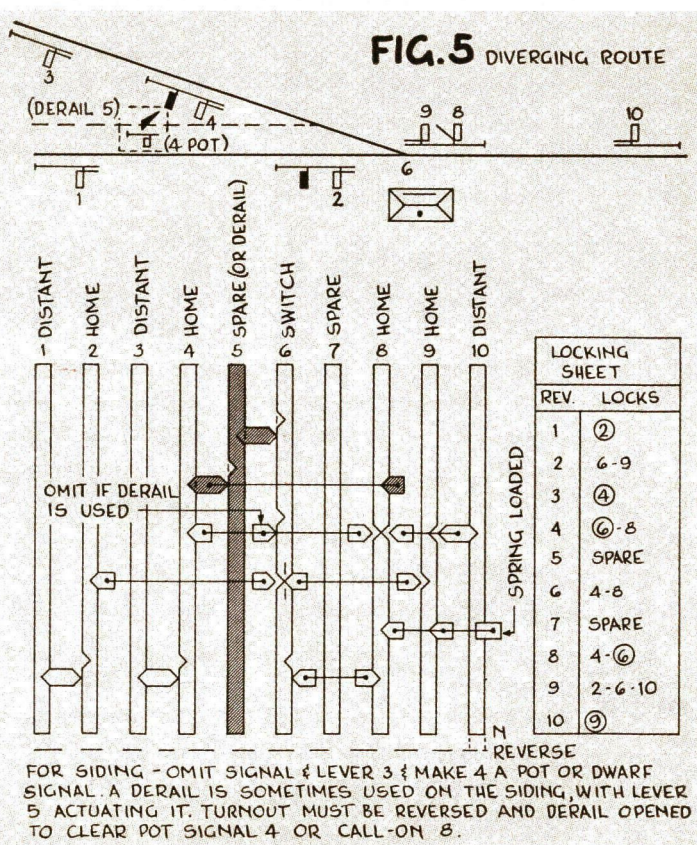 FIG.5 DIVERGING ROUTE
3
(DERAIL 5)
4
(4 POT)
9 8
10
6
1
2
DISTANT
HOME
DISTANT
HOME
SPARE (OR DERAIL)
SWITCH
SPARE
HOME
HOME
DISTANT
1 2 3 4 5 6 7 8 9 10
OMIT IF DERAIL
IS USED
SPRING LOADED
LOCKING
SHEET
REV. LOCKS
1 2
2 6-9
3 4
4 6-8
5 SPARE
6 4-8
7 SPARE
8 4-6
9 2-6-10
10 9
N
REVERSE
FOR SIDING - OMIT SIGNAL & LEVER 3 & MAKE 4 A POT OR DWARF
SIGNAL. A DERAIL IS SOMETIMES USED ON THE SIDING, WITH LEVER
5 ACTUATING IT. TURNOUT MUST BE REVERSED AND DERAIL OPENED
TO CLEAR POT SIGNAL 4 OR CALL-ON 8.